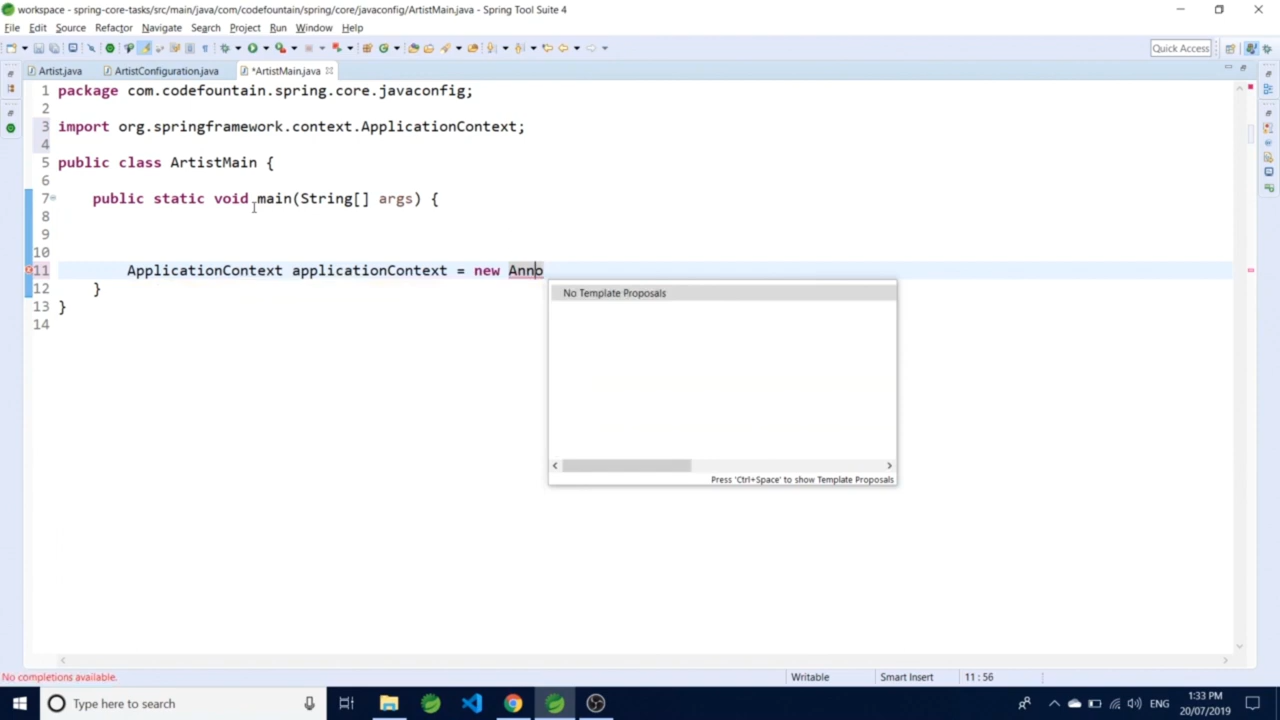 workspace - spring-core-tasks/src/main/java/com/codefountain/spring/core/javaconfig/ArtistMain.java - Spring Tool Suite 4
File Edit Source Refactor Navigate Search Project Run Window Help
Quick Access
Artist.java ArtistConfiguration.java *ArtistMain.java
1 package com.codefountain.spring.core.javaconfig;
2
3 import org.springframework.context.ApplicationContext;
4
5 public class ArtistMain {
6
7 public static void main(String[] args) {
8
9
10
11 ApplicationContext applicationContext = new Anno
12 }
13 }
14
No Template Proposals
Press 'Ctrl+Space' to show Template Proposals
No completions available.
Writable Smart Insert 11 : 56
Type here to search
ENG
1:33 PM
20/07/2019